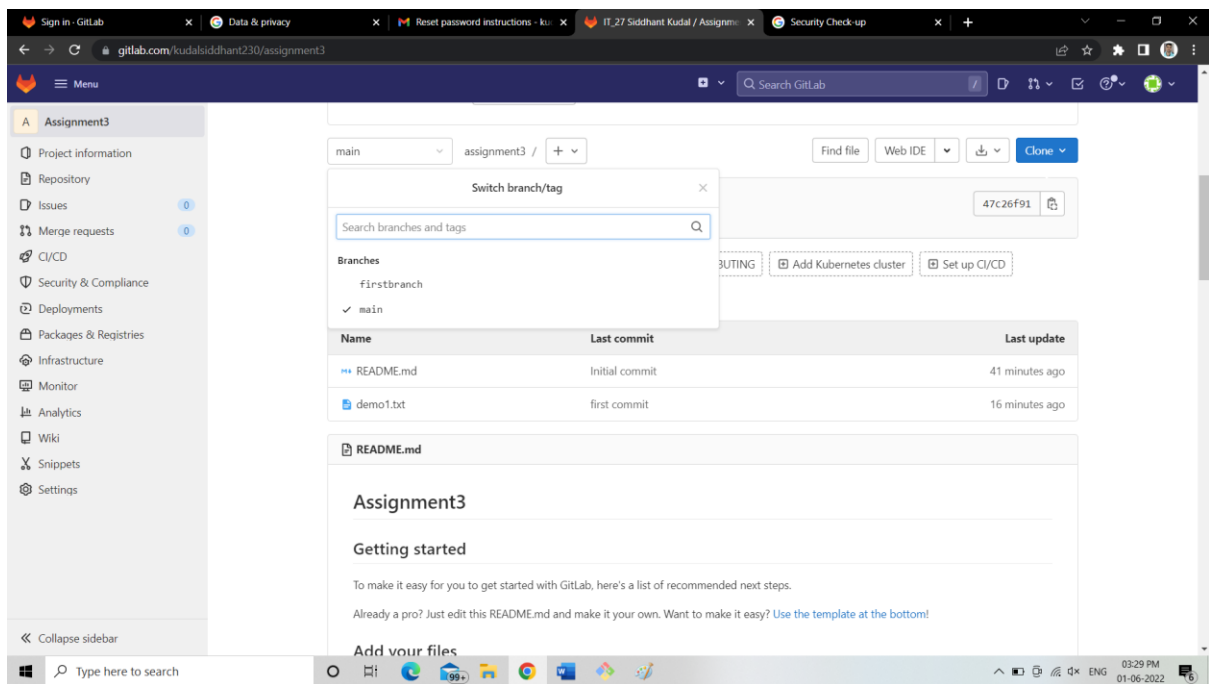 Sign in · GitLab
Data & privacy
Reset password instructions - ku
IT_27 Siddhant Kudal / Assignme
Security Check-up
gitlab.com/kudalsiddhant230/assignment3
Menu
Search GitLab
/
A Assignment3
Project information
Repository
Issues 0
Merge requests 0
CI/CD
Security & Compliance
Deployments
Packages & Registries
Infrastructure
Monitor
Analytics
Wiki
Snippets
Settings
Collapse sidebar
main
assignment3 /
Find file
Web IDE
Clone
Switch branch/tag
Search branches and tags
Branches
firstbranch
main
47c26f91
BUTING
Add Kubernetes cluster
Set up CI/CD
Name Last commit Last update
README.md Initial commit 41 minutes ago
demo1.txt first commit 16 minutes ago
README.md
Assignment3
Getting started
To make it easy for you to get started with GitLab, here's a list of recommended next steps.
Already a pro? Just edit this README.md and make it your own. Want to make it easy? Use the template at the bottom!
Add your files
Type here to search
99+
ENG
03:29 PM
01-06-2022
6